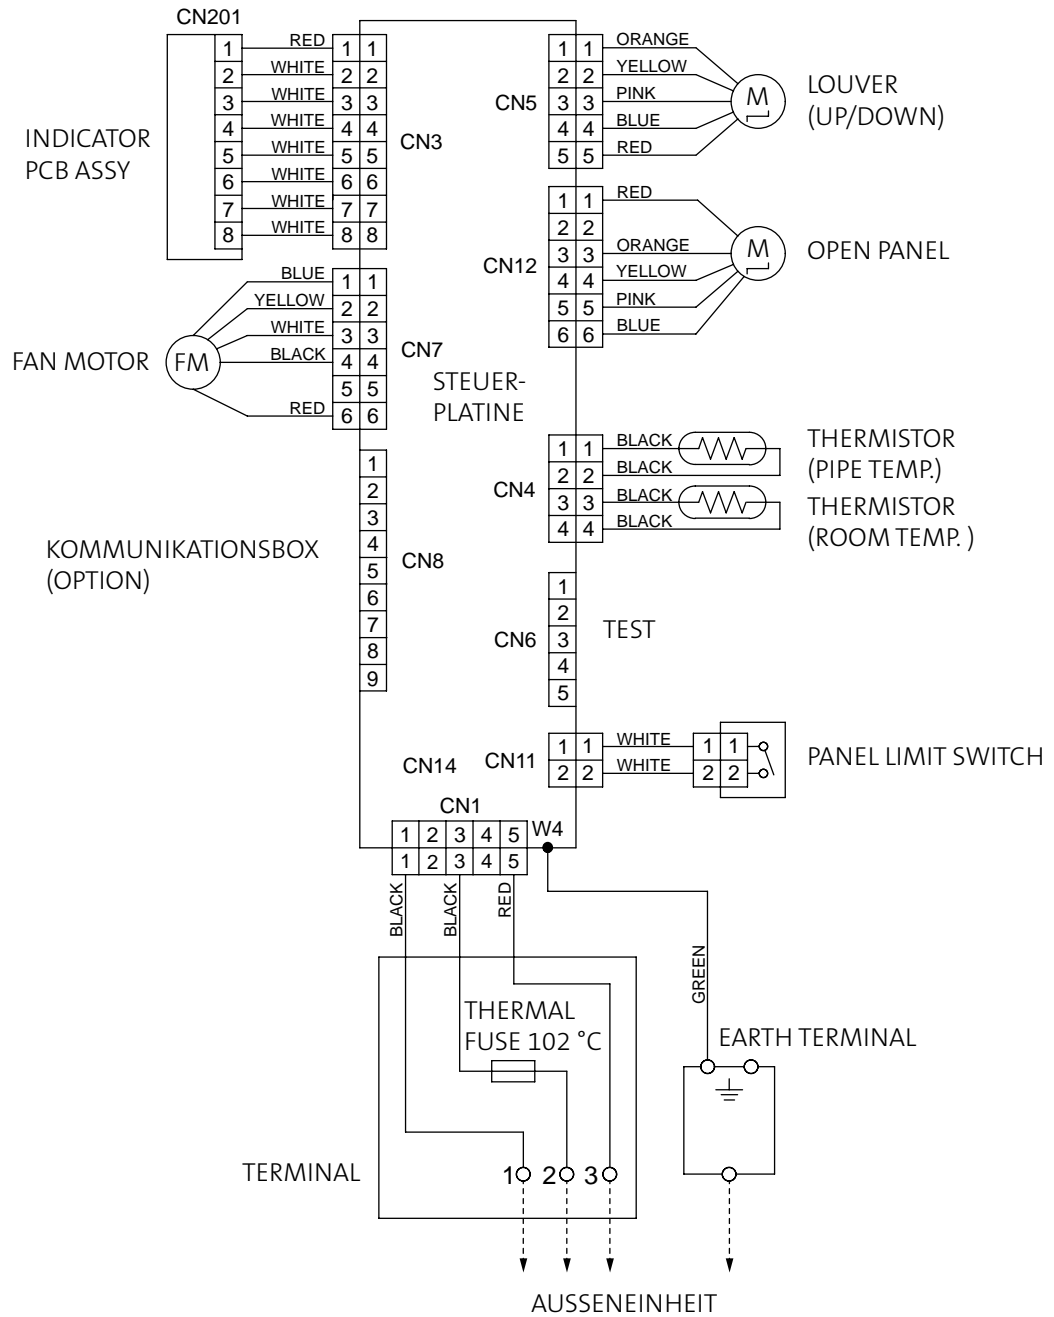 CN201
INDICATOR
PCB ASSY
1 RED 1 1
2 WHITE 2 2
3 WHITE 3 3
4 WHITE 4 4
5 WHITE 5 5
6 WHITE 6 6
7 WHITE 7 7
8 WHITE 8 8
CN3
FAN MOTOR
FM
BLUE 1 1
YELLOW 2 2
WHITE 3 3
BLACK 4 4
5 5
RED 6 6
CN7
STEUER-
PLATINE
KOMMUNIKATIONSBOX
(OPTION)
1
2
3
4
5
6
7
8
9
CN8
CN5
1 1 ORANGE
2 2 YELLOW
3 3 PINK
4 4 BLUE
5 5 RED
M
LOUVER
(UP/DOWN)
CN12
1 1 RED
2 2
3 3 ORANGE
4 4 YELLOW
5 5 PINK
6 6 BLUE
M
OPEN PANEL
CN4
1 1 BLACK
2 2 BLACK
3 3 BLACK
4 4 BLACK
THERMISTOR
(PIPE TEMP.)
THERMISTOR
(ROOM TEMP. )
CN6
1
2
3
4
5
TEST
CN11
1 1 WHITE 1 1
2 2 WHITE 2 2
PANEL LIMIT SWITCH
CN14
CN1
1 2 3 4 5
1 2 3 4 5
W4
BLACK
BLACK
RED
GREEN
THERMAL
FUSE 102 °C
EARTH TERMINAL
TERMINAL
1 2 3
AUSSENEINHEIT